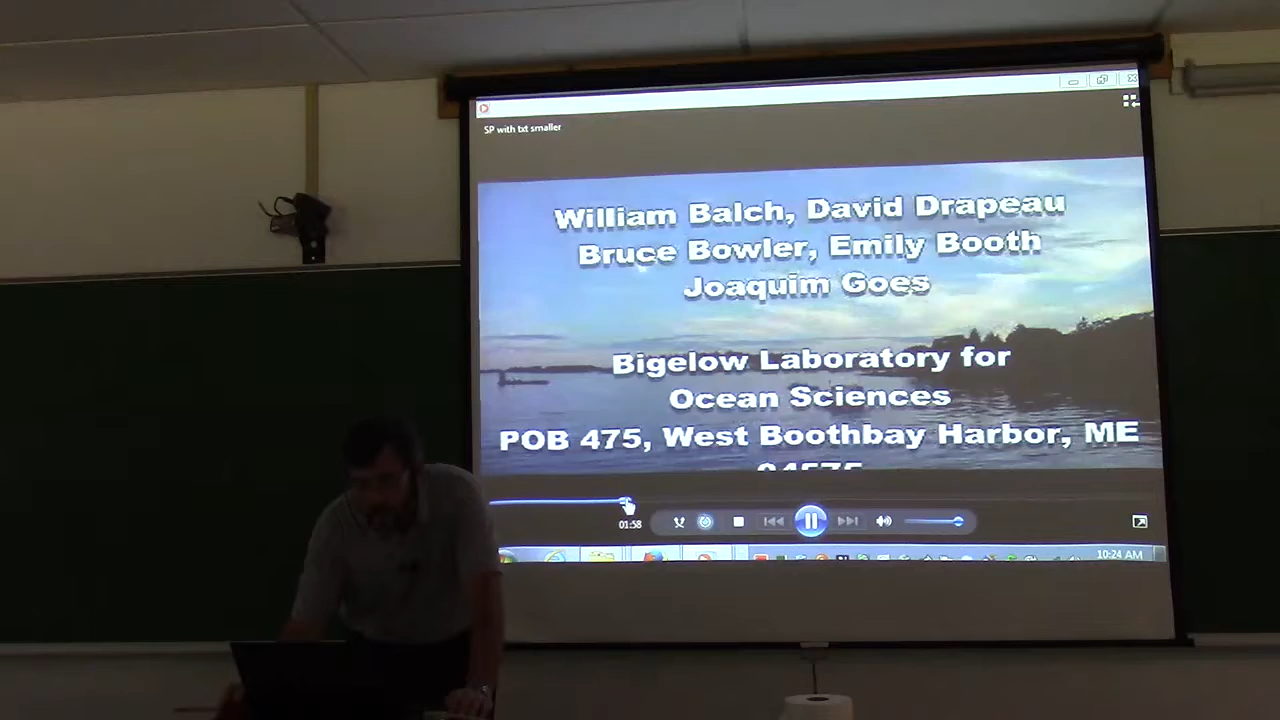 SP with txt smaller
William Balch, David Drapeau
Bruce Bowler, Emily Booth
Joaquim Goes
Bigelow Laboratory for
Ocean Sciences
POB 475, West Boothbay Harbor, ME
04575
01:58
10:24 AM